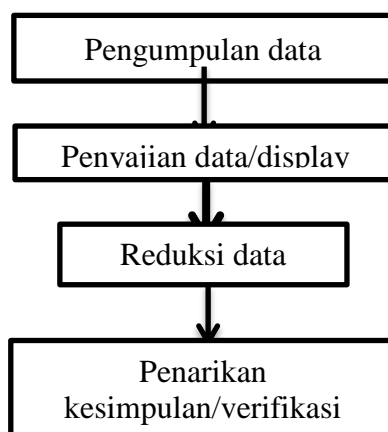 Pengumpulan data
Penyajian data/display
Reduksi data
Penarikan
kesimpulan/verifikasi